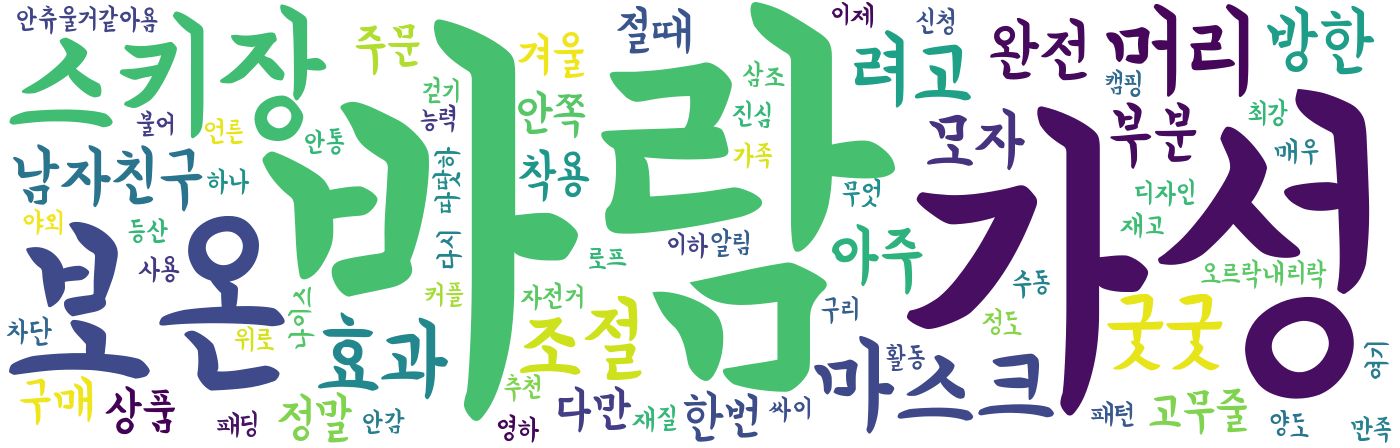 안츄울거같아욤
스키장
주문
겨울
절때
이제
신청
려고
완전
머리
방한
걷기
삼조
캠핑
불어
언른
안통
능력
안쪽
진심
모자
부분
최강
바람
가성
남자친구
하나
따뜻하
착용
가족
무엇
매우
디자인
야외
등산
사용
다시
이하
알림
아주
재고
보온
로프
수동
오르락내리락
차단
위로
나이스
커플
자전거
구리
정도
굿굿
효과
조절
마스크
활동
구매
상품
패딩
정말
안감
추천
영하
다만
재질
한번
싸이
패턴
고무줄
양도
만족